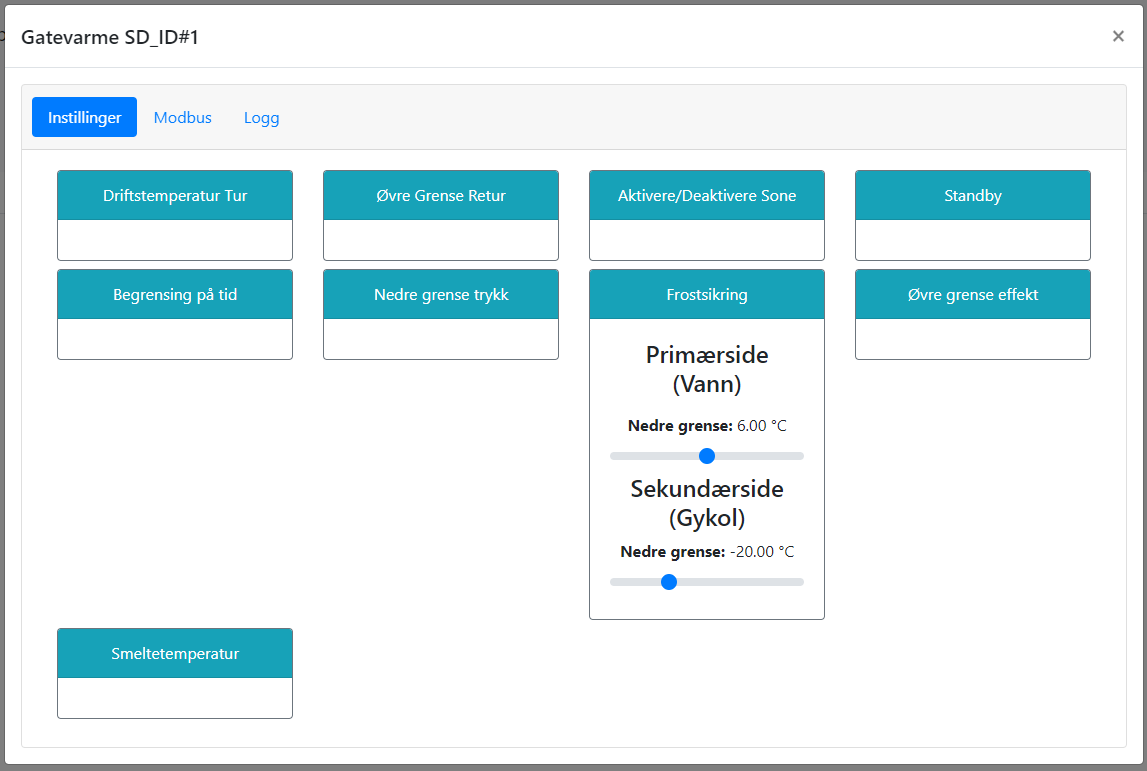 Gatevarme SD_ID#1
×
Instillinger
Modbus
Logg
Driftstemperatur Tur
Øvre Grense Retur
Aktivere/Deaktivere Sone
Standby
Begrensing på tid
Nedre grense trykk
Frostsikring
Øvre grense effekt
Primærside
(Vann)
Nedre grense: 6.00 °C
Sekundærside
(Gykol)
Nedre grense: -20.00 °C
Smeltetemperatur